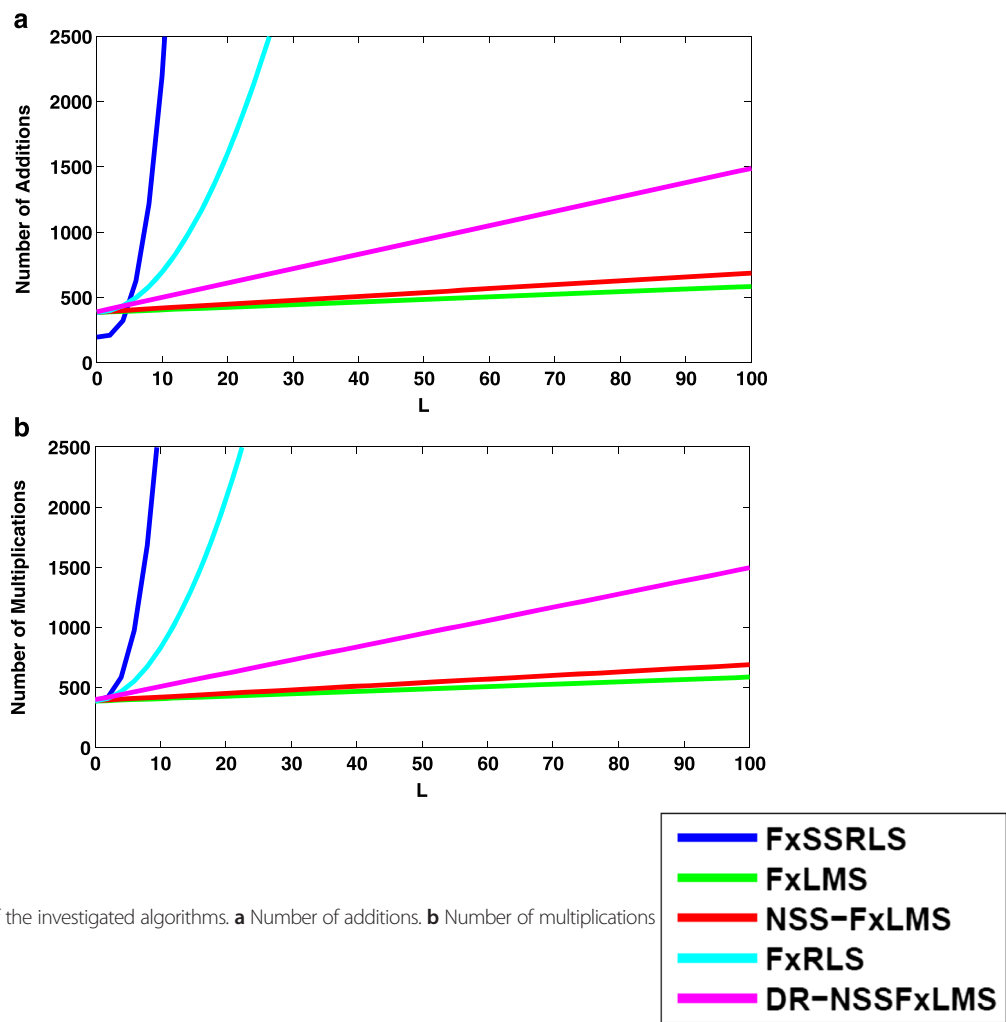 a
2500
2000
1500
1000
500
0
Number of Additions
0 10 20 30 40 50 60 70 80 90 100
L
b
2500
2000
1500
1000
500
0
Number of Multiplications
0 10 20 30 40 50 60 70 80 90 100
L
FxSSRLS
FxLMS
NSS-FxLMS
FxRLS
DR-NSSFxLMS
the investigated algorithms. a Number of additions. b Number of multiplications